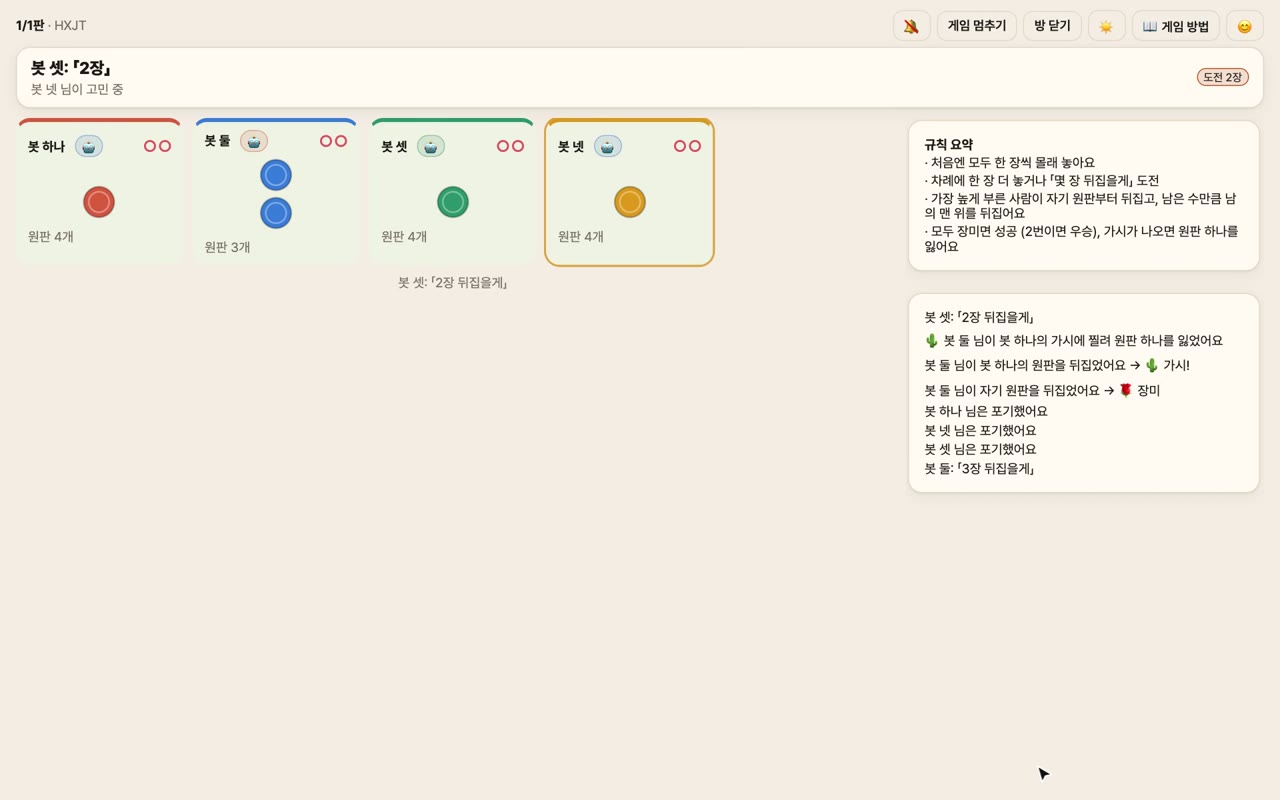 1/1판 · HXJT
게임 멈추기
방 닫기
게임 방법
봇 셋: 「2장」
봇 넷 님이 고민 중
도전 2장
봇 하나
원판 4개
봇 둘
원판 3개
봇 셋
원판 4개
봇 넷
원판 4개
봇 셋: 「2장 뒤집을게」
규칙 요약
· 처음엔 모두 한 장씩 몰래 놓아요
· 차례에 한 장 더 놓거나 「몇 장 뒤집을게」 도전
· 가장 높게 부른 사람이 자기 원판부터 뒤집고, 남은 수만큼 남
의 맨 위를 뒤집어요
· 모두 장미면 성공 (2번이면 우승), 가시가 나오면 원판 하나를
잃어요
봇 셋: 「2장 뒤집을게」
🌵 봇 둘 님이 봇 하나의 가시에 찔려 원판 하나를 잃었어요
봇 둘 님이 봇 하나의 원판을 뒤집었어요 → 🌵 가시!
봇 둘 님이 자기 원판을 뒤집었어요 → 🌹 장미
봇 하나 님은 포기했어요
봇 넷 님은 포기했어요
봇 셋 님은 포기했어요
봇 둘: 「3장 뒤집을게」